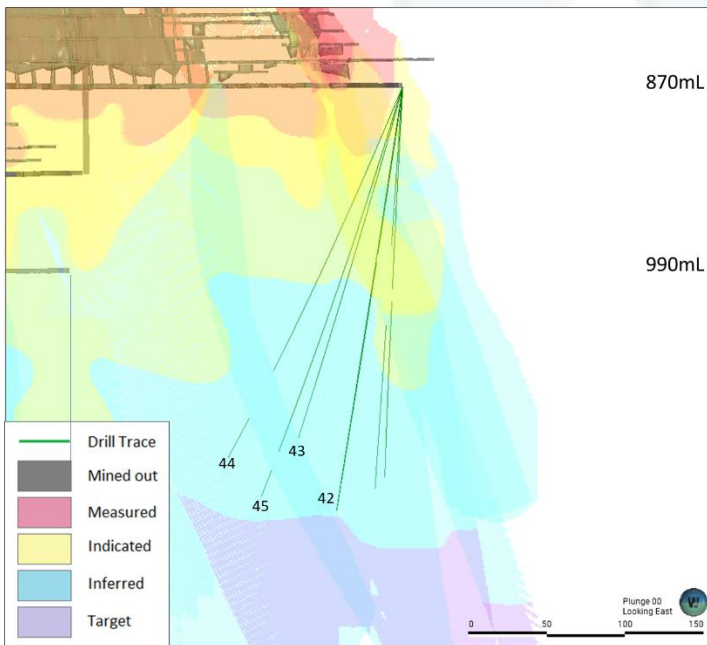 870mL
990mL
44
45
43
42
Drill Trace
Mined out
Measured
Indicated
Inferred
Target
Plunge 00
Looking East
0 50 100 150